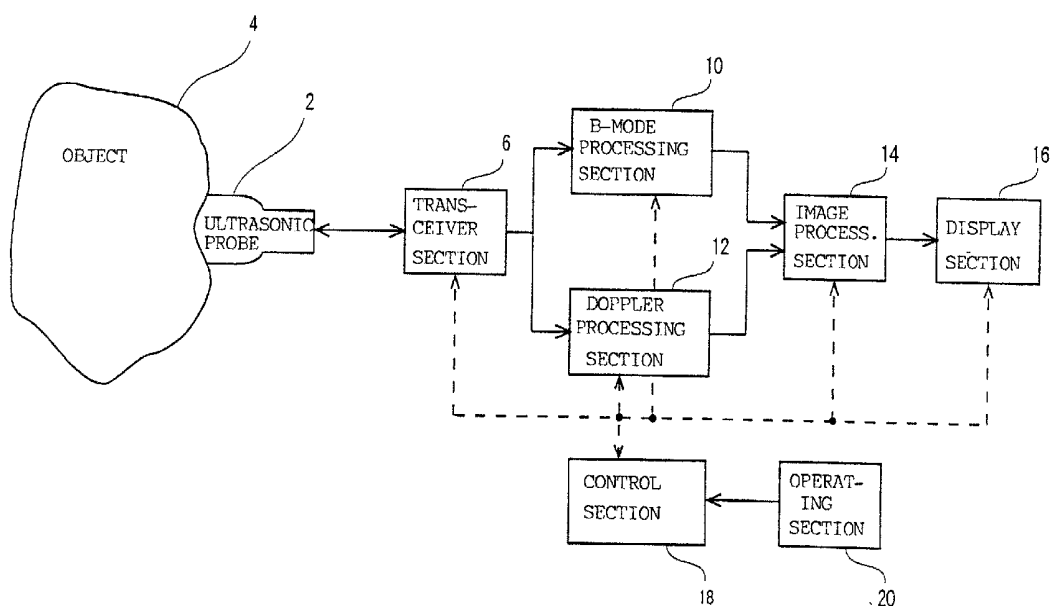 4
2
OBJECT
ULTRASONIC
PROBE
6
TRANS-
CEIVER
SECTION
10
B-MODE
PROCESSING
SECTION
12
DOPPLER
PROCESSING
SECTION
14
IMAGE
PROCESS.
SECTION
16
DISPLAY
SECTION
CONTROL
SECTION
18
OPERAT-
ING
SECTION
20